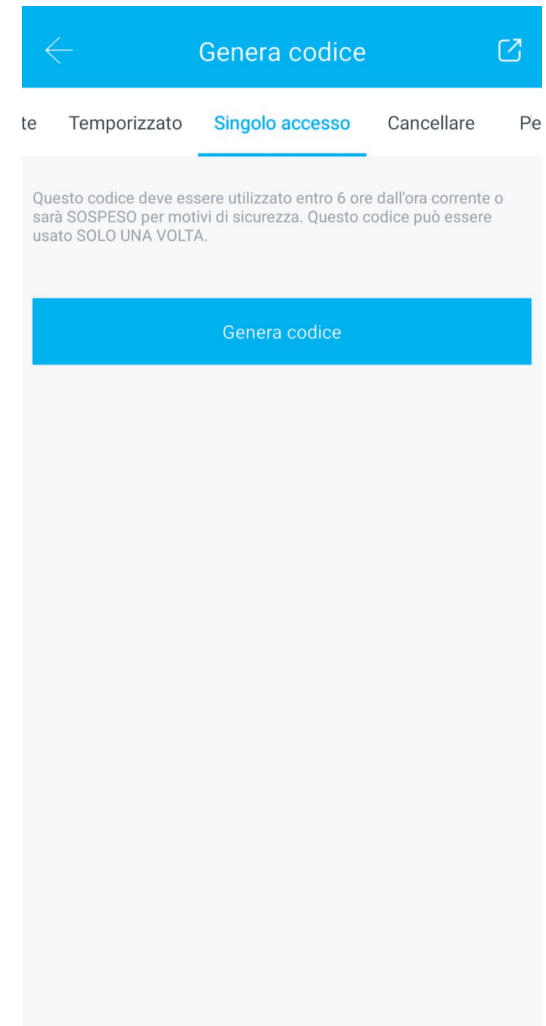 Genera codice
te Temporizzato Singolo accesso Cancellare Pe
Questo codice deve essere utilizzato entro 6 ore dall'ora corrente o
sarà SOSPESO per motivi di sicurezza. Questo codice può essere
usato SOLO UNA VOLTA.
Genera codice